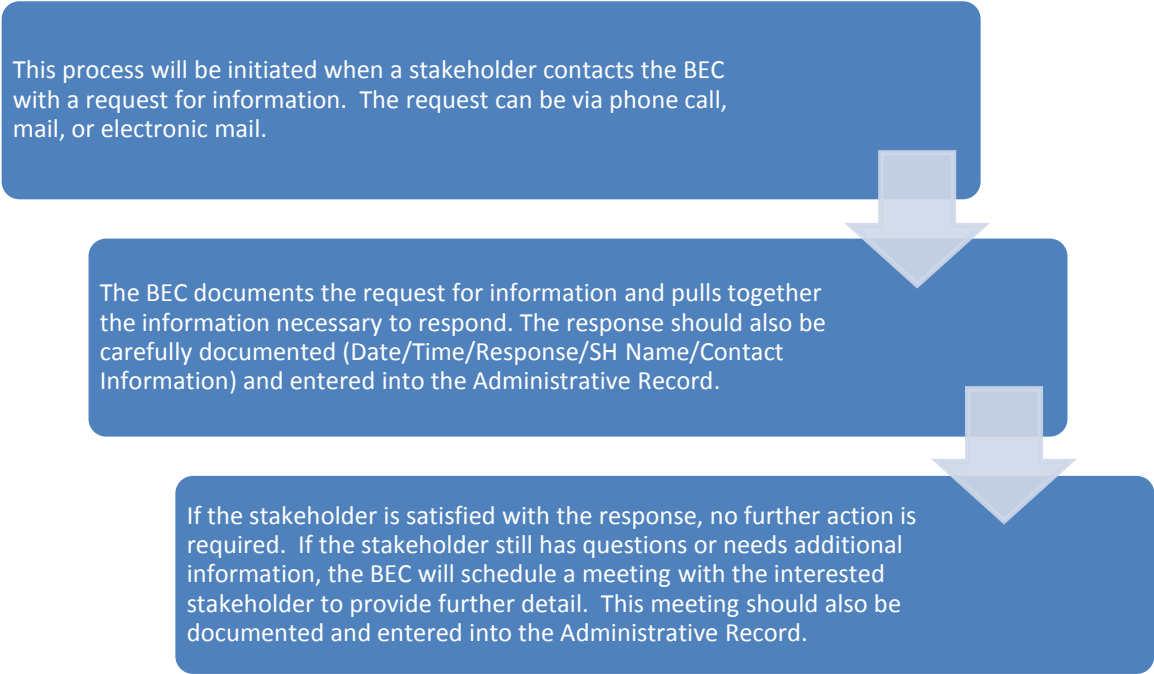 This process will be initiated when a stakeholder contacts the BEC
with a request for information.  The request can be via phone call,
mail, or electronic mail.
The BEC documents the request for information and pulls together
the information necessary to respond. The response should also be
carefully documented (Date/Time/Response/SH Name/Contact
Information) and entered into the Administrative Record.
If the stakeholder is satisfied with the response, no further action is
required.  If the stakeholder still has questions or needs additional
information, the BEC will schedule a meeting with the interested
stakeholder to provide further detail.  This meeting should also be
documented and entered into the Administrative Record.